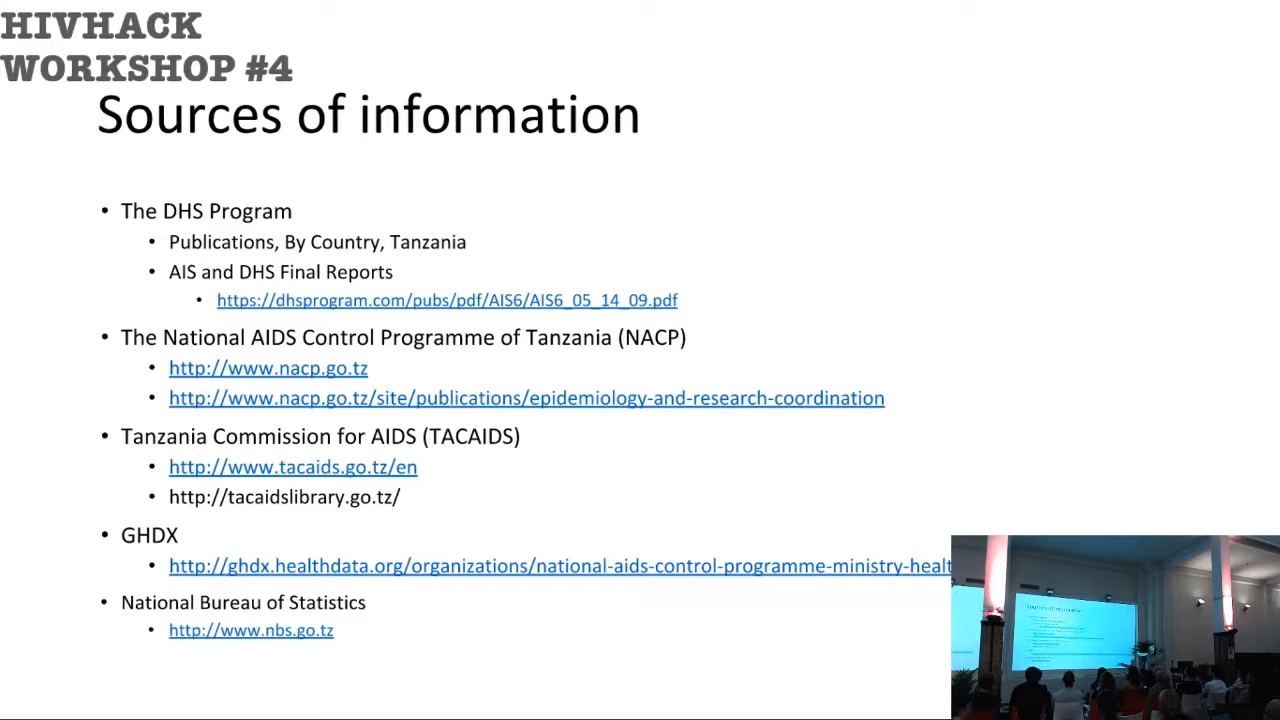 HIVHACK
WORKSHOP #4
Sources of information
• The DHS Program
• Publications, By Country, Tanzania
• AIS and DHS Final Reports
• https://dhsprogram.com/pubs/pdf/AIS6/AIS6_05_14_09.pdf
• The National AIDS Control Programme of Tanzania (NACP)
• http://www.nacp.go.tz
• http://www.nacp.go.tz/site/publications/epidemiology-and-research-coordination
• Tanzania Commission for AIDS (TACAIDS)
• http://www.tacaids.go.tz/en
• http://tacaidslibrary.go.tz/
• GHDX
• http://ghdx.healthdata.org/organizations/national-aids-control-programme-ministry-healt
• National Bureau of Statistics
• http://www.nbs.go.tz
Sources of information